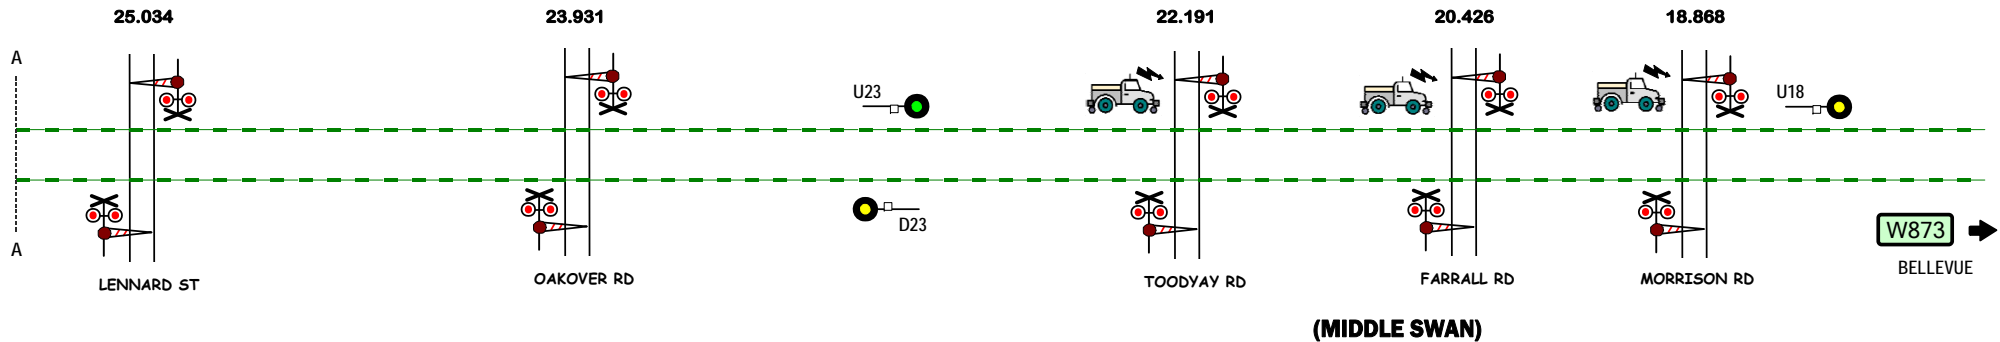 25.034 23.931 22.191 20.426 18.868
A
U23 U18
D23
W873
A
BELLEVUE
LENNARD ST OAKOVER RD TOODYAY RD FARRALL RD MORRISON RD
(MIDDLE SWAN)